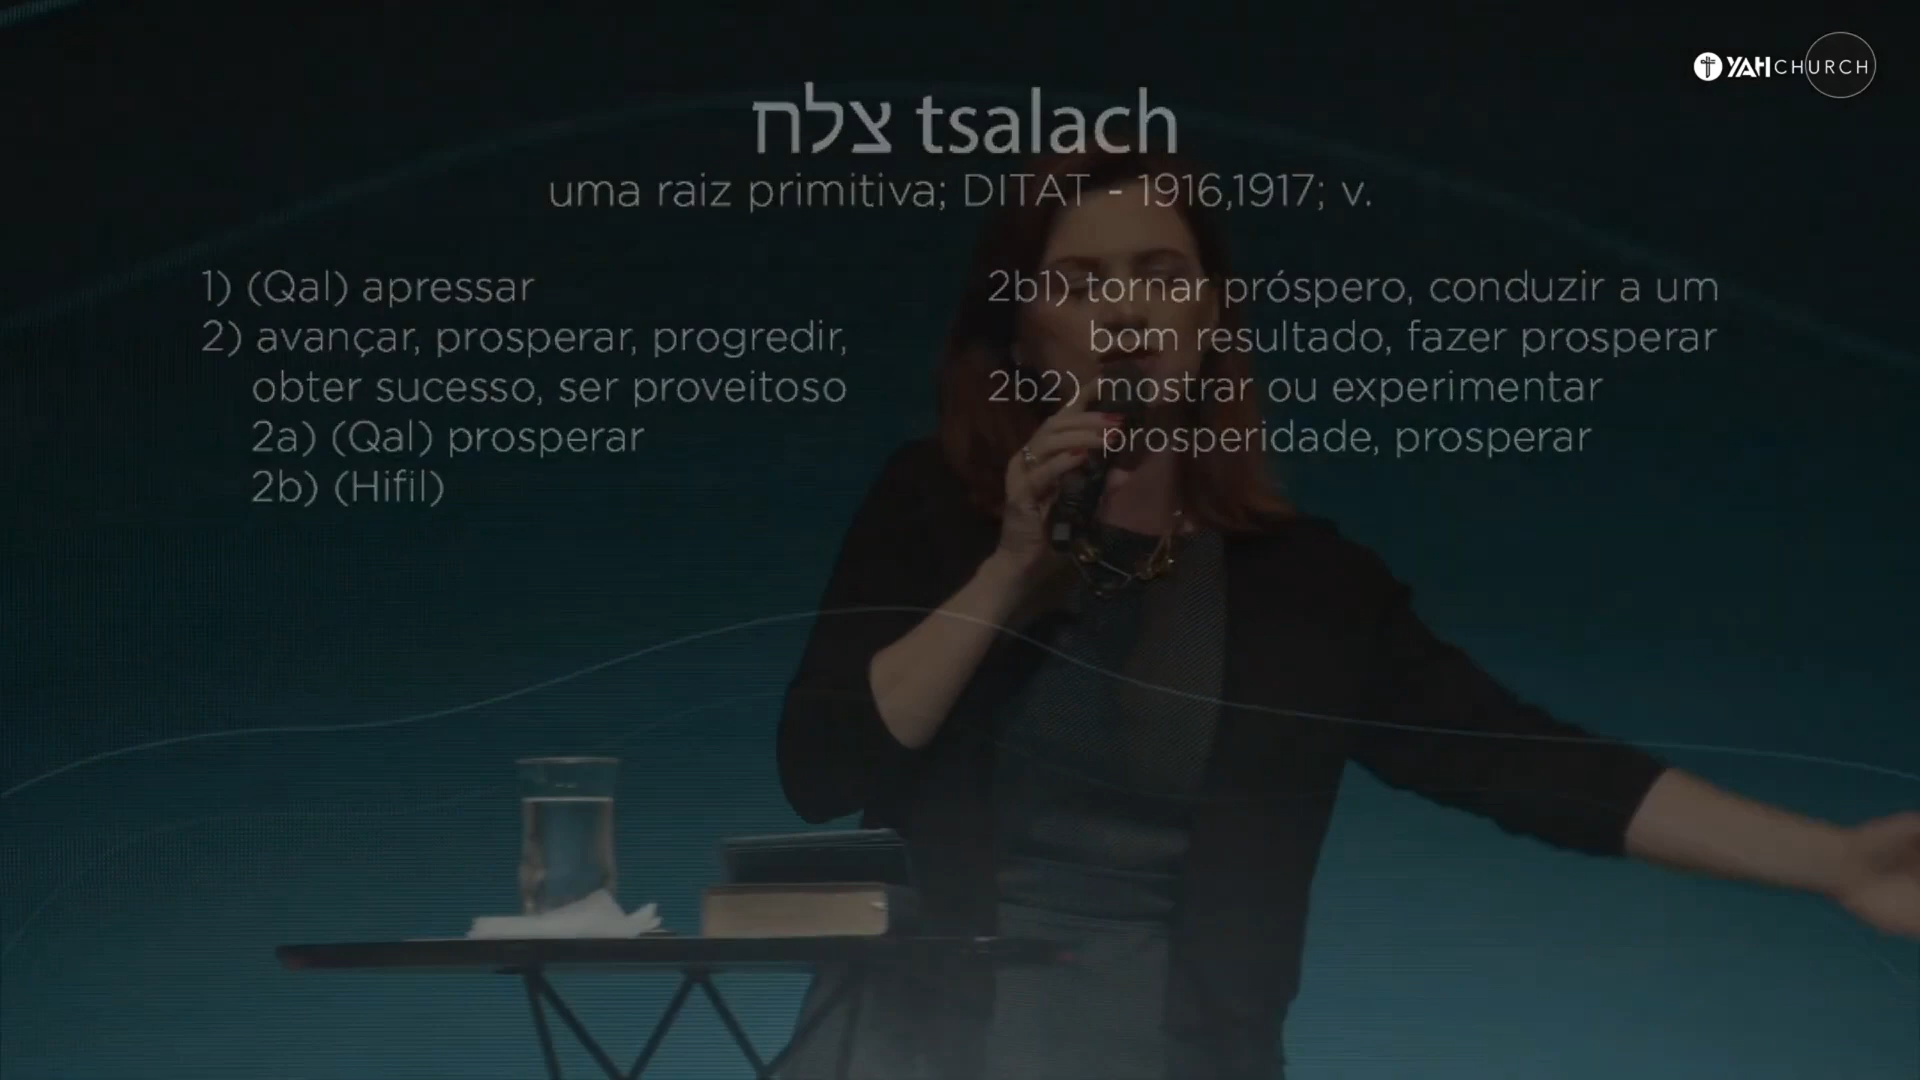 YAHCHURCH
צלח tsalach
uma raiz primitiva; DITAT - 1916,1917; v.
1) (Qal) apressar
2) avançar, prosperar, progredir,
obter sucesso, ser proveitoso
2a) (Qal) prosperar
2b) (Hifil)
2b1) tornar próspero, conduzir a um
bom resultado, fazer prosperar
2b2) mostrar ou experimentar
prosperidade, prosperar